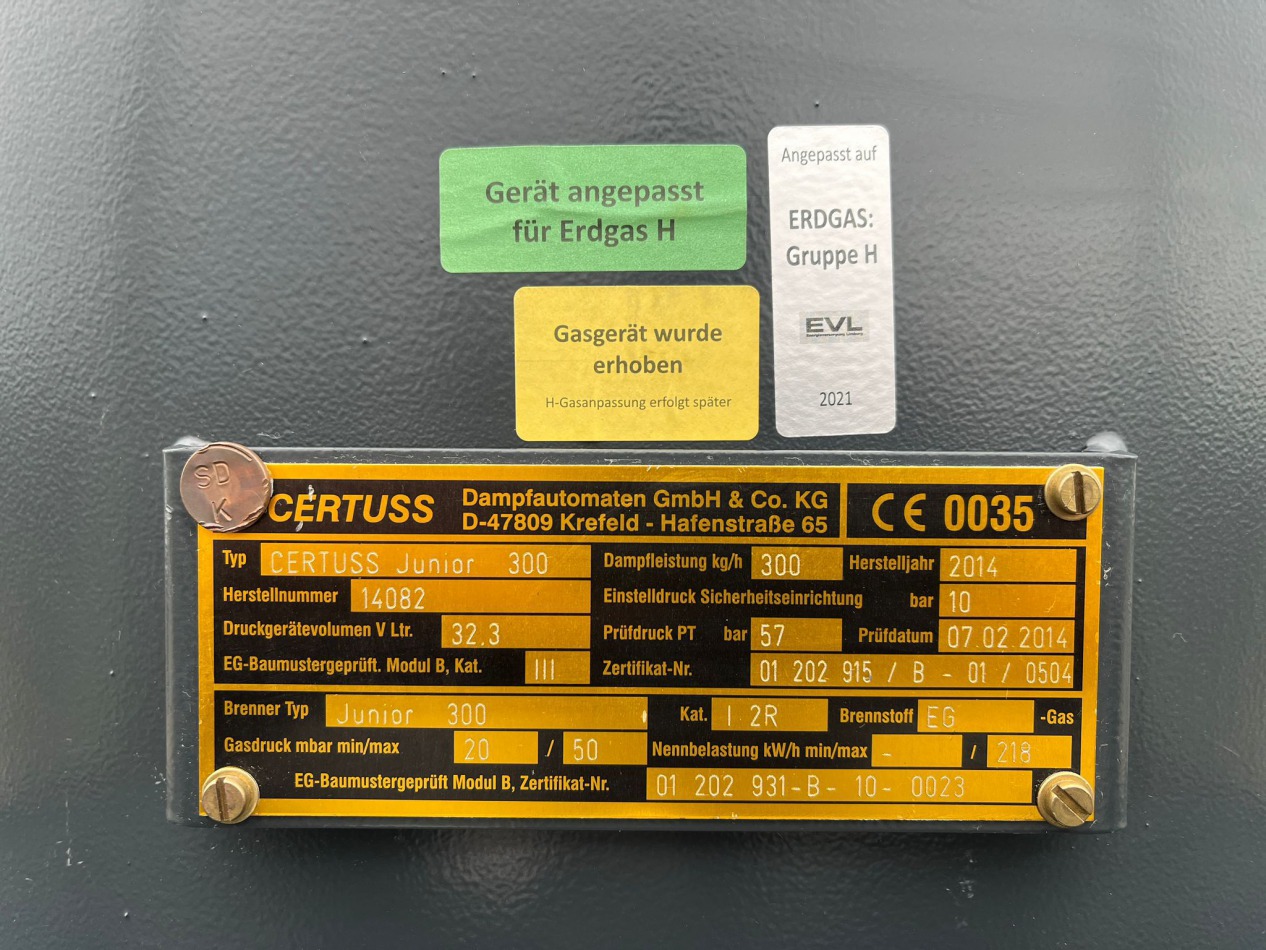 Gerät angepasst
für Erdgas H
Angepasst auf
ERDGAS:
Gruppe H
EVL
2021
Gasgerät wurde
erhoben
H-Gasanpassung erfolgt später
SD
K
CERTUSS Dampfautomaten GmbH & Co. KG
D-47809 Krefeld - Hafenstraße 65
CE 0035
Typ CERTUSS Junior 300 Dampfleistung kg/h 300 Herstelljahr 2014
Herstellnummer 14082 Einstelldruck Sicherheitseinrichtung bar 10
Druckgerätevolumen V Ltr. 32.3 Prüfdruck PT bar 57 Prüfdatum 07.02.2014
EG-Baumustergeprüft. Modul B, Kat. III Zertifikat-Nr. 01 202 915 / B - 01 / 0504
Brenner Typ Junior 300 Kat. I 2R Brennstoff EG -Gas
Gasdruck mbar min/max 20 / 50 Nennbelastung kW/h min/max - / 218
EG-Baumustergeprüft Modul B, Zertifikat-Nr. 01 202 931-B-10-0023